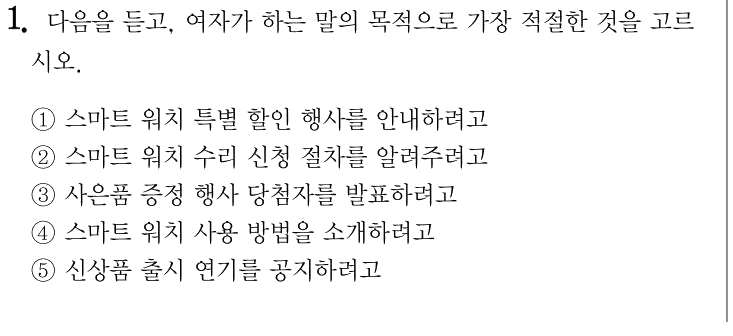 1. 다음을 듣고, 여자가 하는 말의 목적으로 가장 적절한 것을 고르
시오.
① 스마트 워치 특별 할인 행사를 안내하려고
② 스마트 워치 수리 신청 절차를 알려주려고
③ 사은품 증정 행사 당첨자를 발표하려고
④ 스마트 워치 사용 방법을 소개하려고
⑤ 신상품 출시 연기를 공지하려고